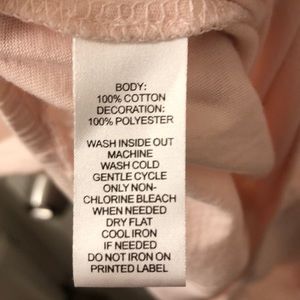 BODY:
100% COTTON
DECORATION:
100% POLYESTER
WASH INSIDE OUT
MACHINE
WASH COLD
GENTLE CYCLE
ONLY NON-
CHLORINE BLEACH
WHEN NEEDED
DRY FLAT
COOL IRON
IF NEEDED
DO NOT IRON ON
PRINTED LABEL